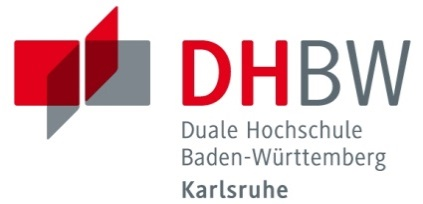 DHBW
Duale Hochschule
Baden-Württemberg
Karlsruhe